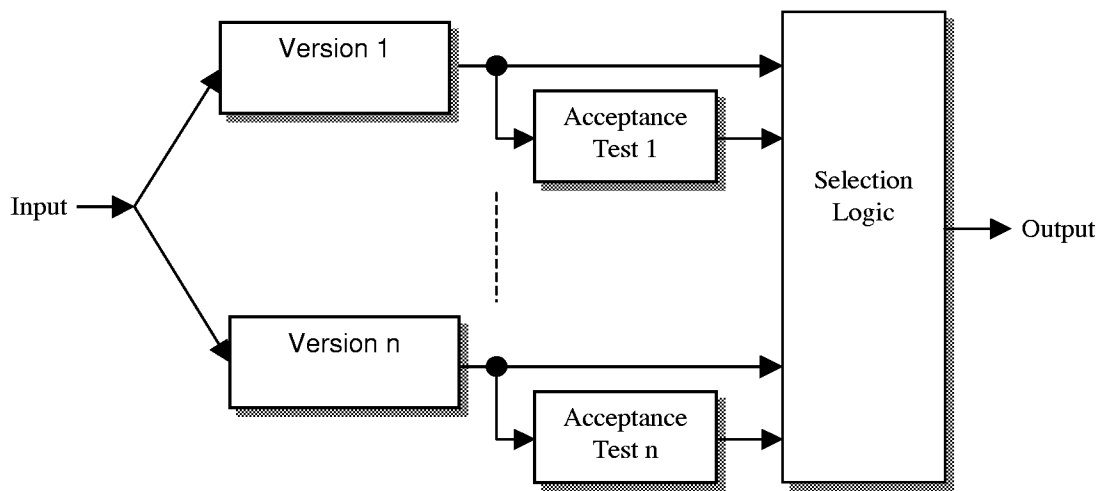 Version 1
Acceptance
Test 1
Input
Selection
Logic
Output
Version n
Acceptance
Test n